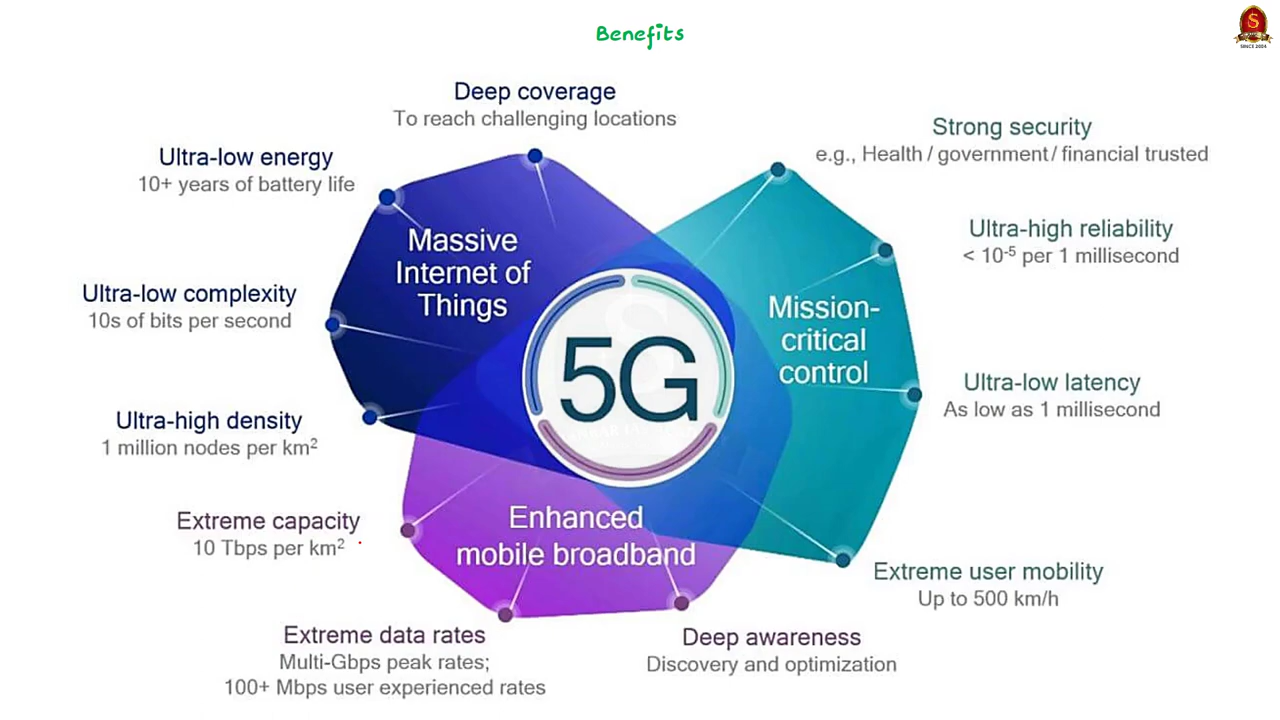 Benefits
S
SINCE 2004
Deep coverage
To reach challenging locations
Strong security
e.g., Health / government / financial trusted
Ultra-low energy
10+ years of battery life
Ultra-high reliability
< 10⁻⁵ per 1 millisecond
Massive
Internet of
Things
Mission-
critical
control
Ultra-low complexity
10s of bits per second
5G
Ultra-low latency
As low as 1 millisecond
Ultra-high density
1 million nodes per km²
Extreme capacity
10 Tbps per km²
Enhanced
mobile broadband
Extreme user mobility
Up to 500 km/h
Extreme data rates
Multi-Gbps peak rates;
100+ Mbps user experienced rates
Deep awareness
Discovery and optimization